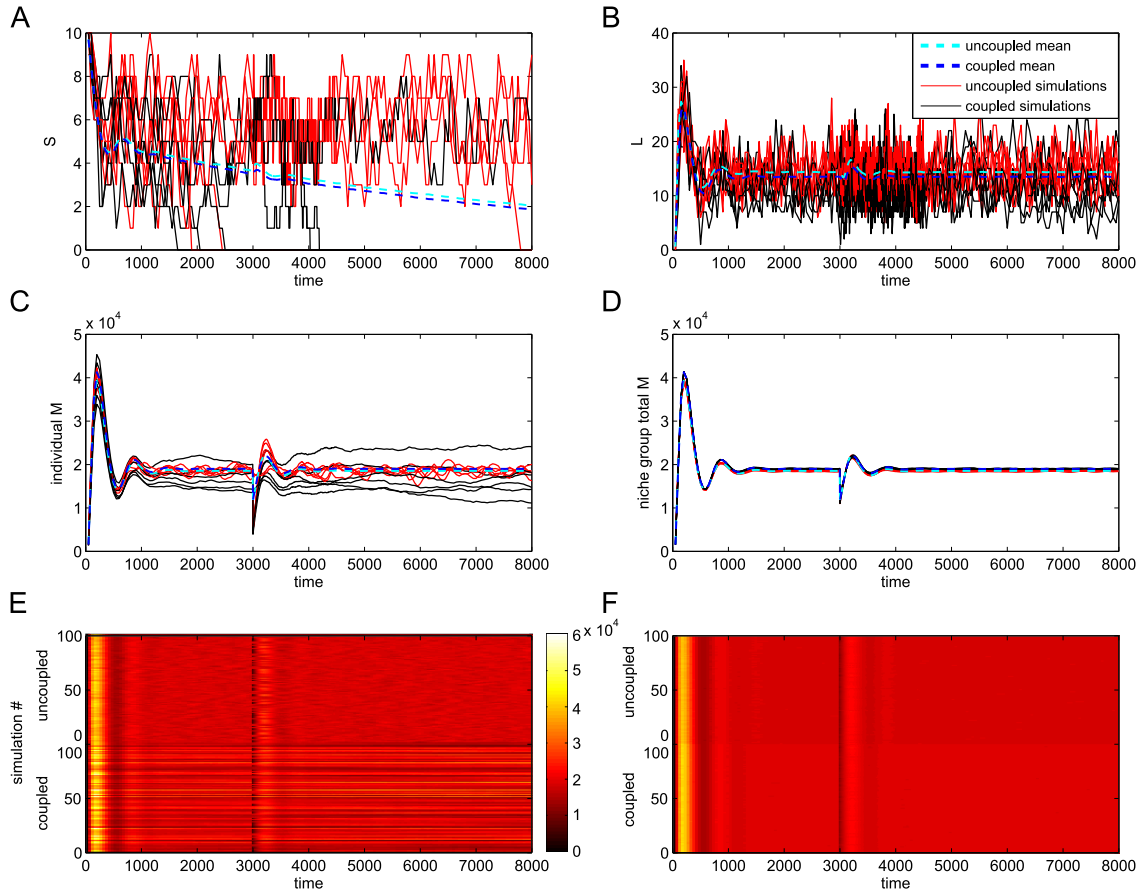 A
10
8
6
4
2
0
S
0 1000 2000 3000 4000 5000 6000 7000 8000
time
B
40
30
20
10
0
L
uncoupled mean
coupled mean
uncoupled simulations
coupled simulations
0 1000 2000 3000 4000 5000 6000 7000 8000
time
C
x 10^4
5
4
3
2
1
0
individual M
0 1000 2000 3000 4000 5000 6000 7000 8000
time
D
x 10^4
5
4
3
2
1
0
niche group total M
0 1000 2000 3000 4000 5000 6000 7000 8000
time
E
simulation #
uncoupled
coupled
100
50
0
100
50
0
0 1000 2000 3000 4000 5000 6000 7000 8000
time
6 x 10^4
5
4
3
2
1
0
F
uncoupled
coupled
100
50
0
100
50
0
0 1000 2000 3000 4000 5000 6000 7000 8000
time